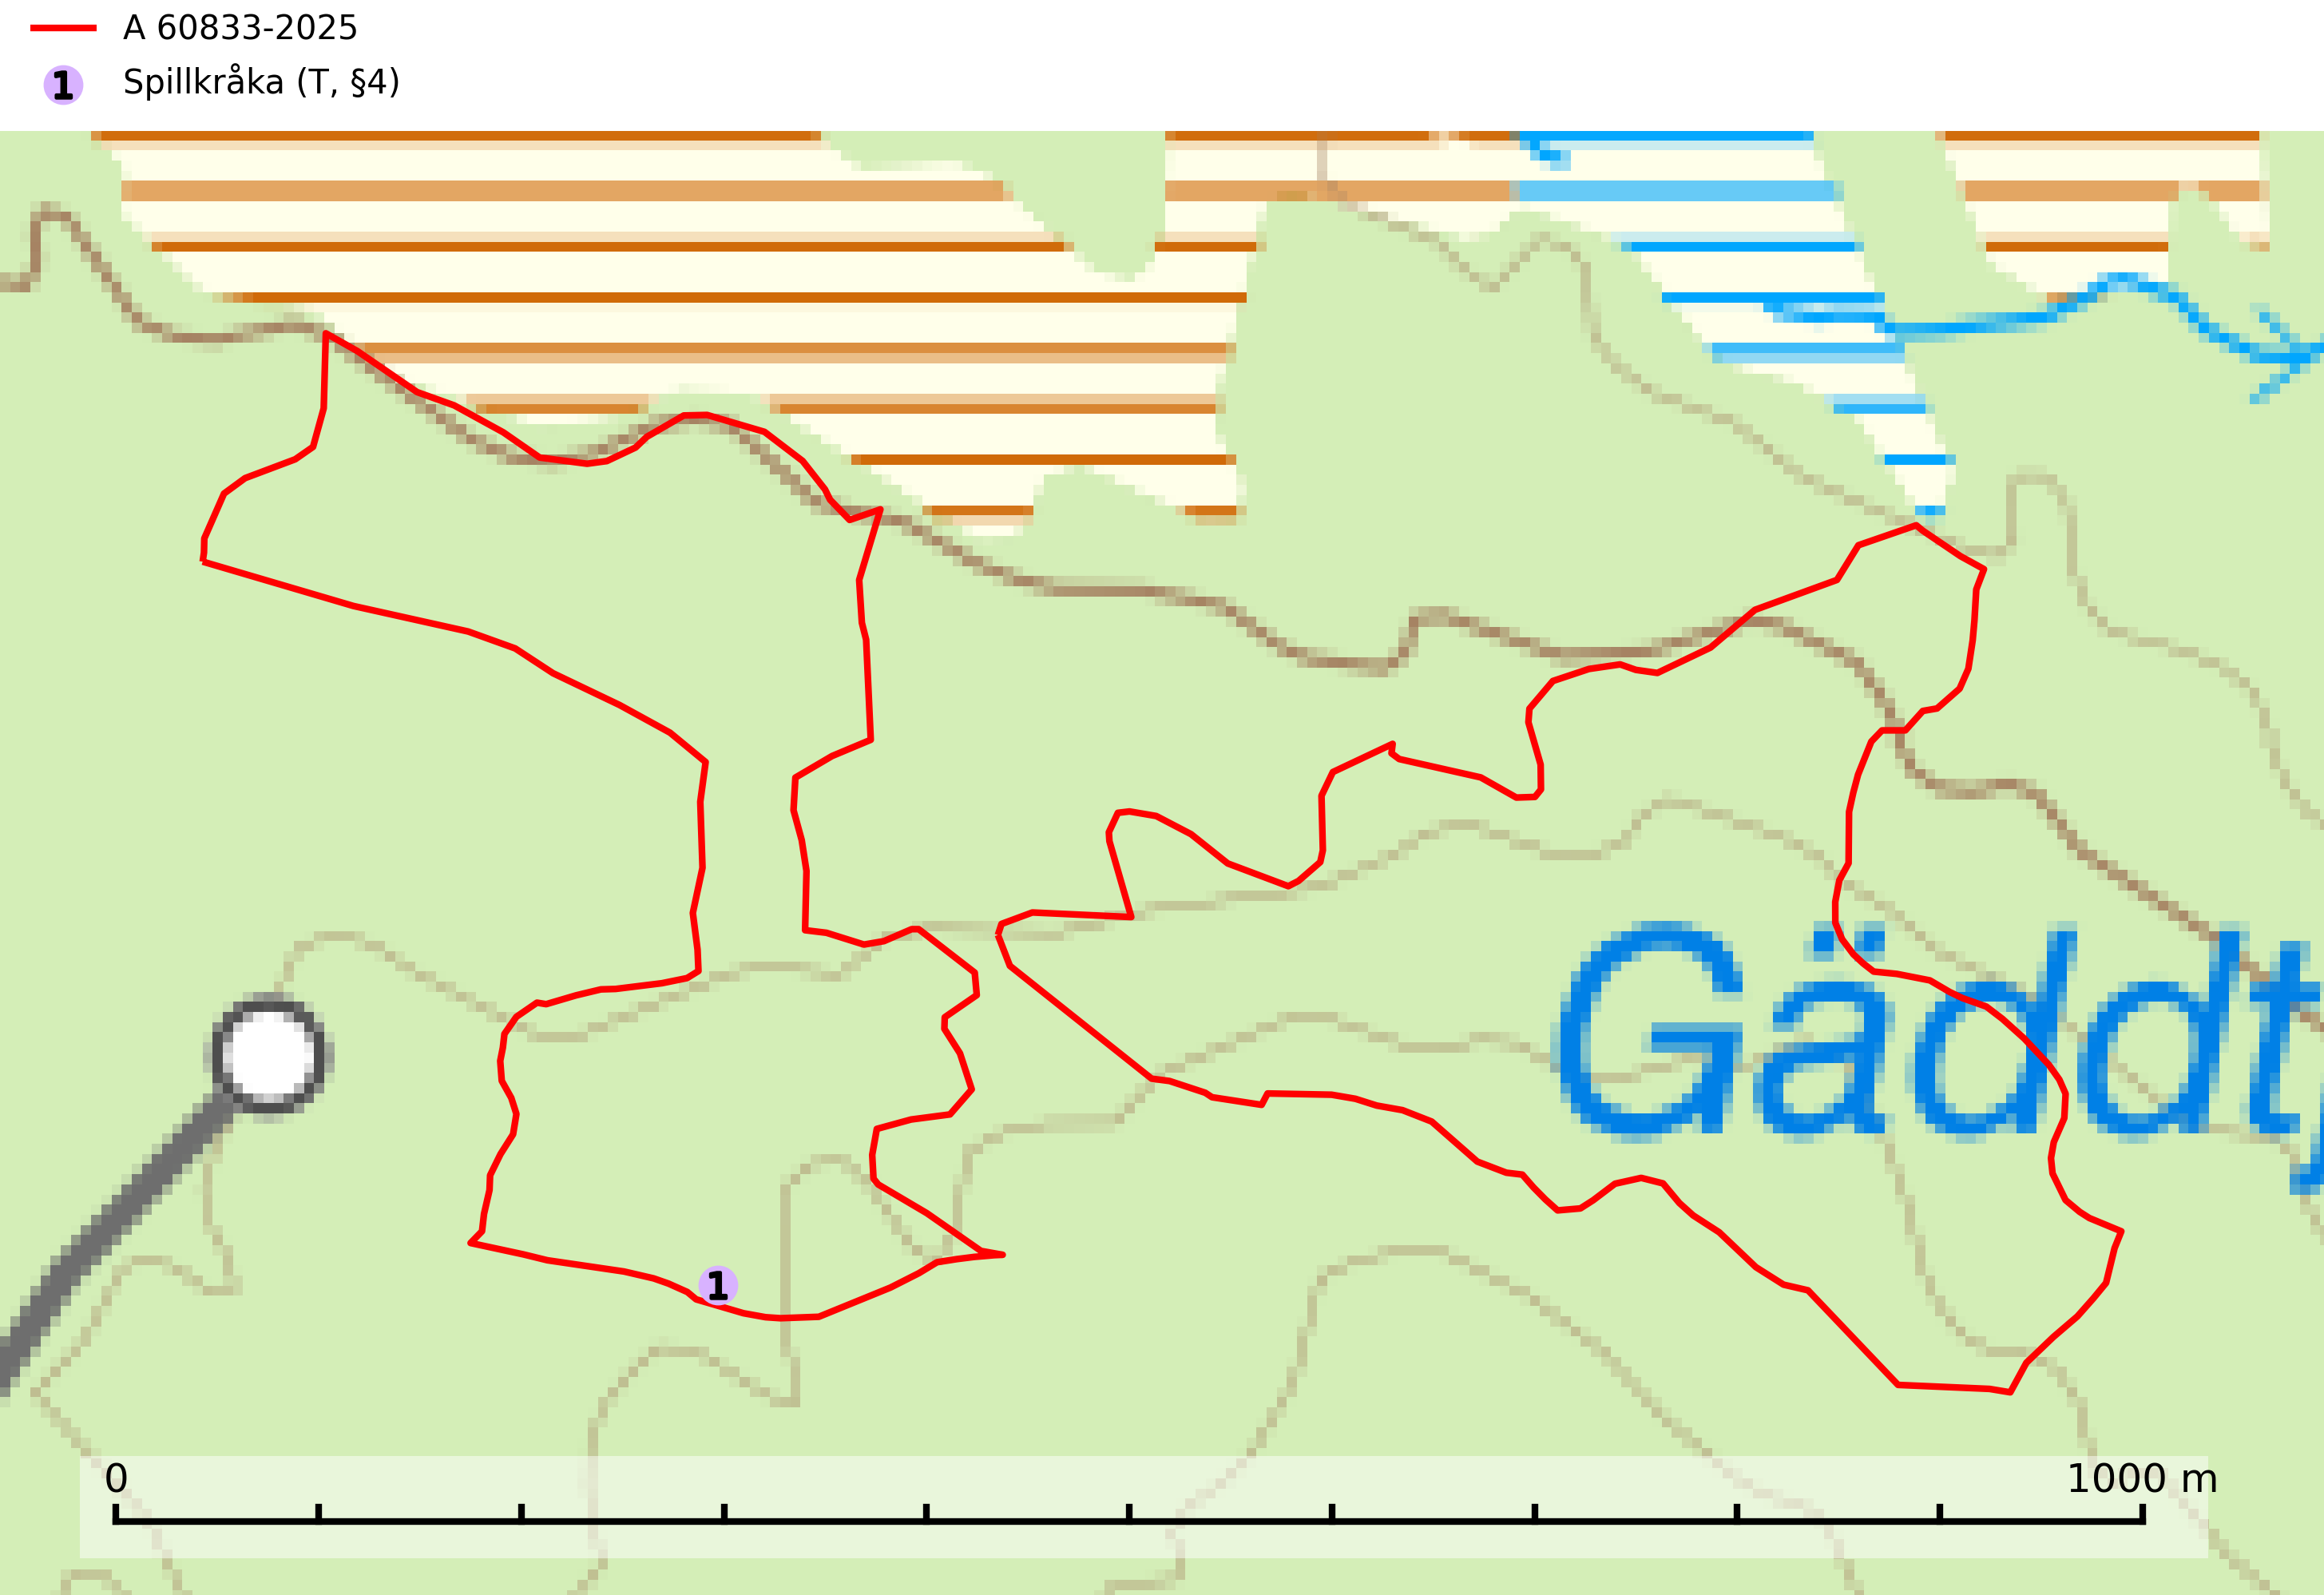 A 60833-2025
1 Spillkråka (T, §4)
Gäddt
1
0 1000 m